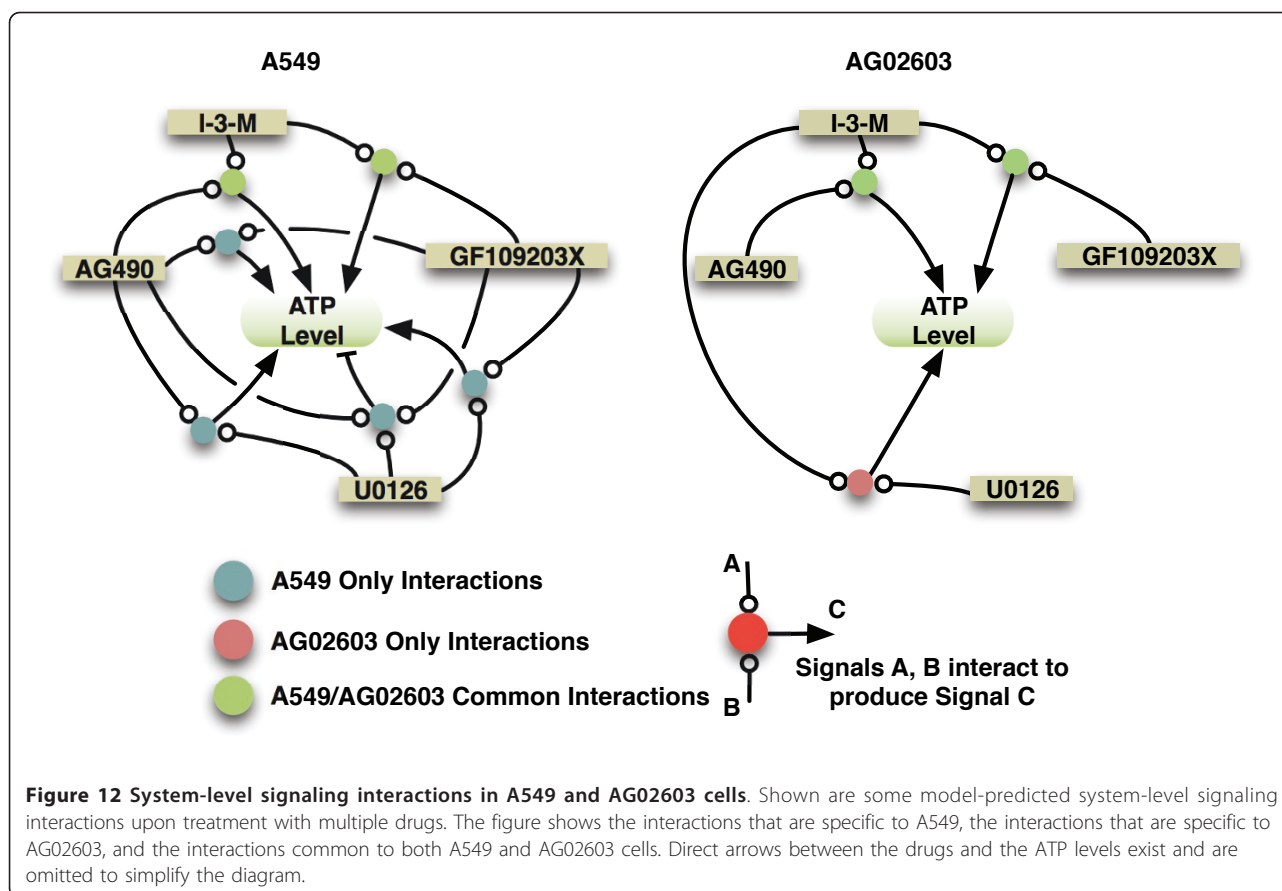 A549
AG02603
I-3-M
AG490
GF109203X
ATP
Level
U0126
I-3-M
AG490
GF109203X
ATP
Level
U0126
A549 Only Interactions
AG02603 Only Interactions
A549/AG02603 Common Interactions
A
B
C
Signals A, B interact to
produce Signal C
Figure 12 System-level signaling interactions in A549 and AG02603 cells. Shown are some model-predicted system-level signaling
interactions upon treatment with multiple drugs. The figure shows the interactions that are specific to A549, the interactions that are specific to
AG02603, and the interactions common to both A549 and AG02603 cells. Direct arrows between the drugs and the ATP levels exist and are
omitted to simplify the diagram.